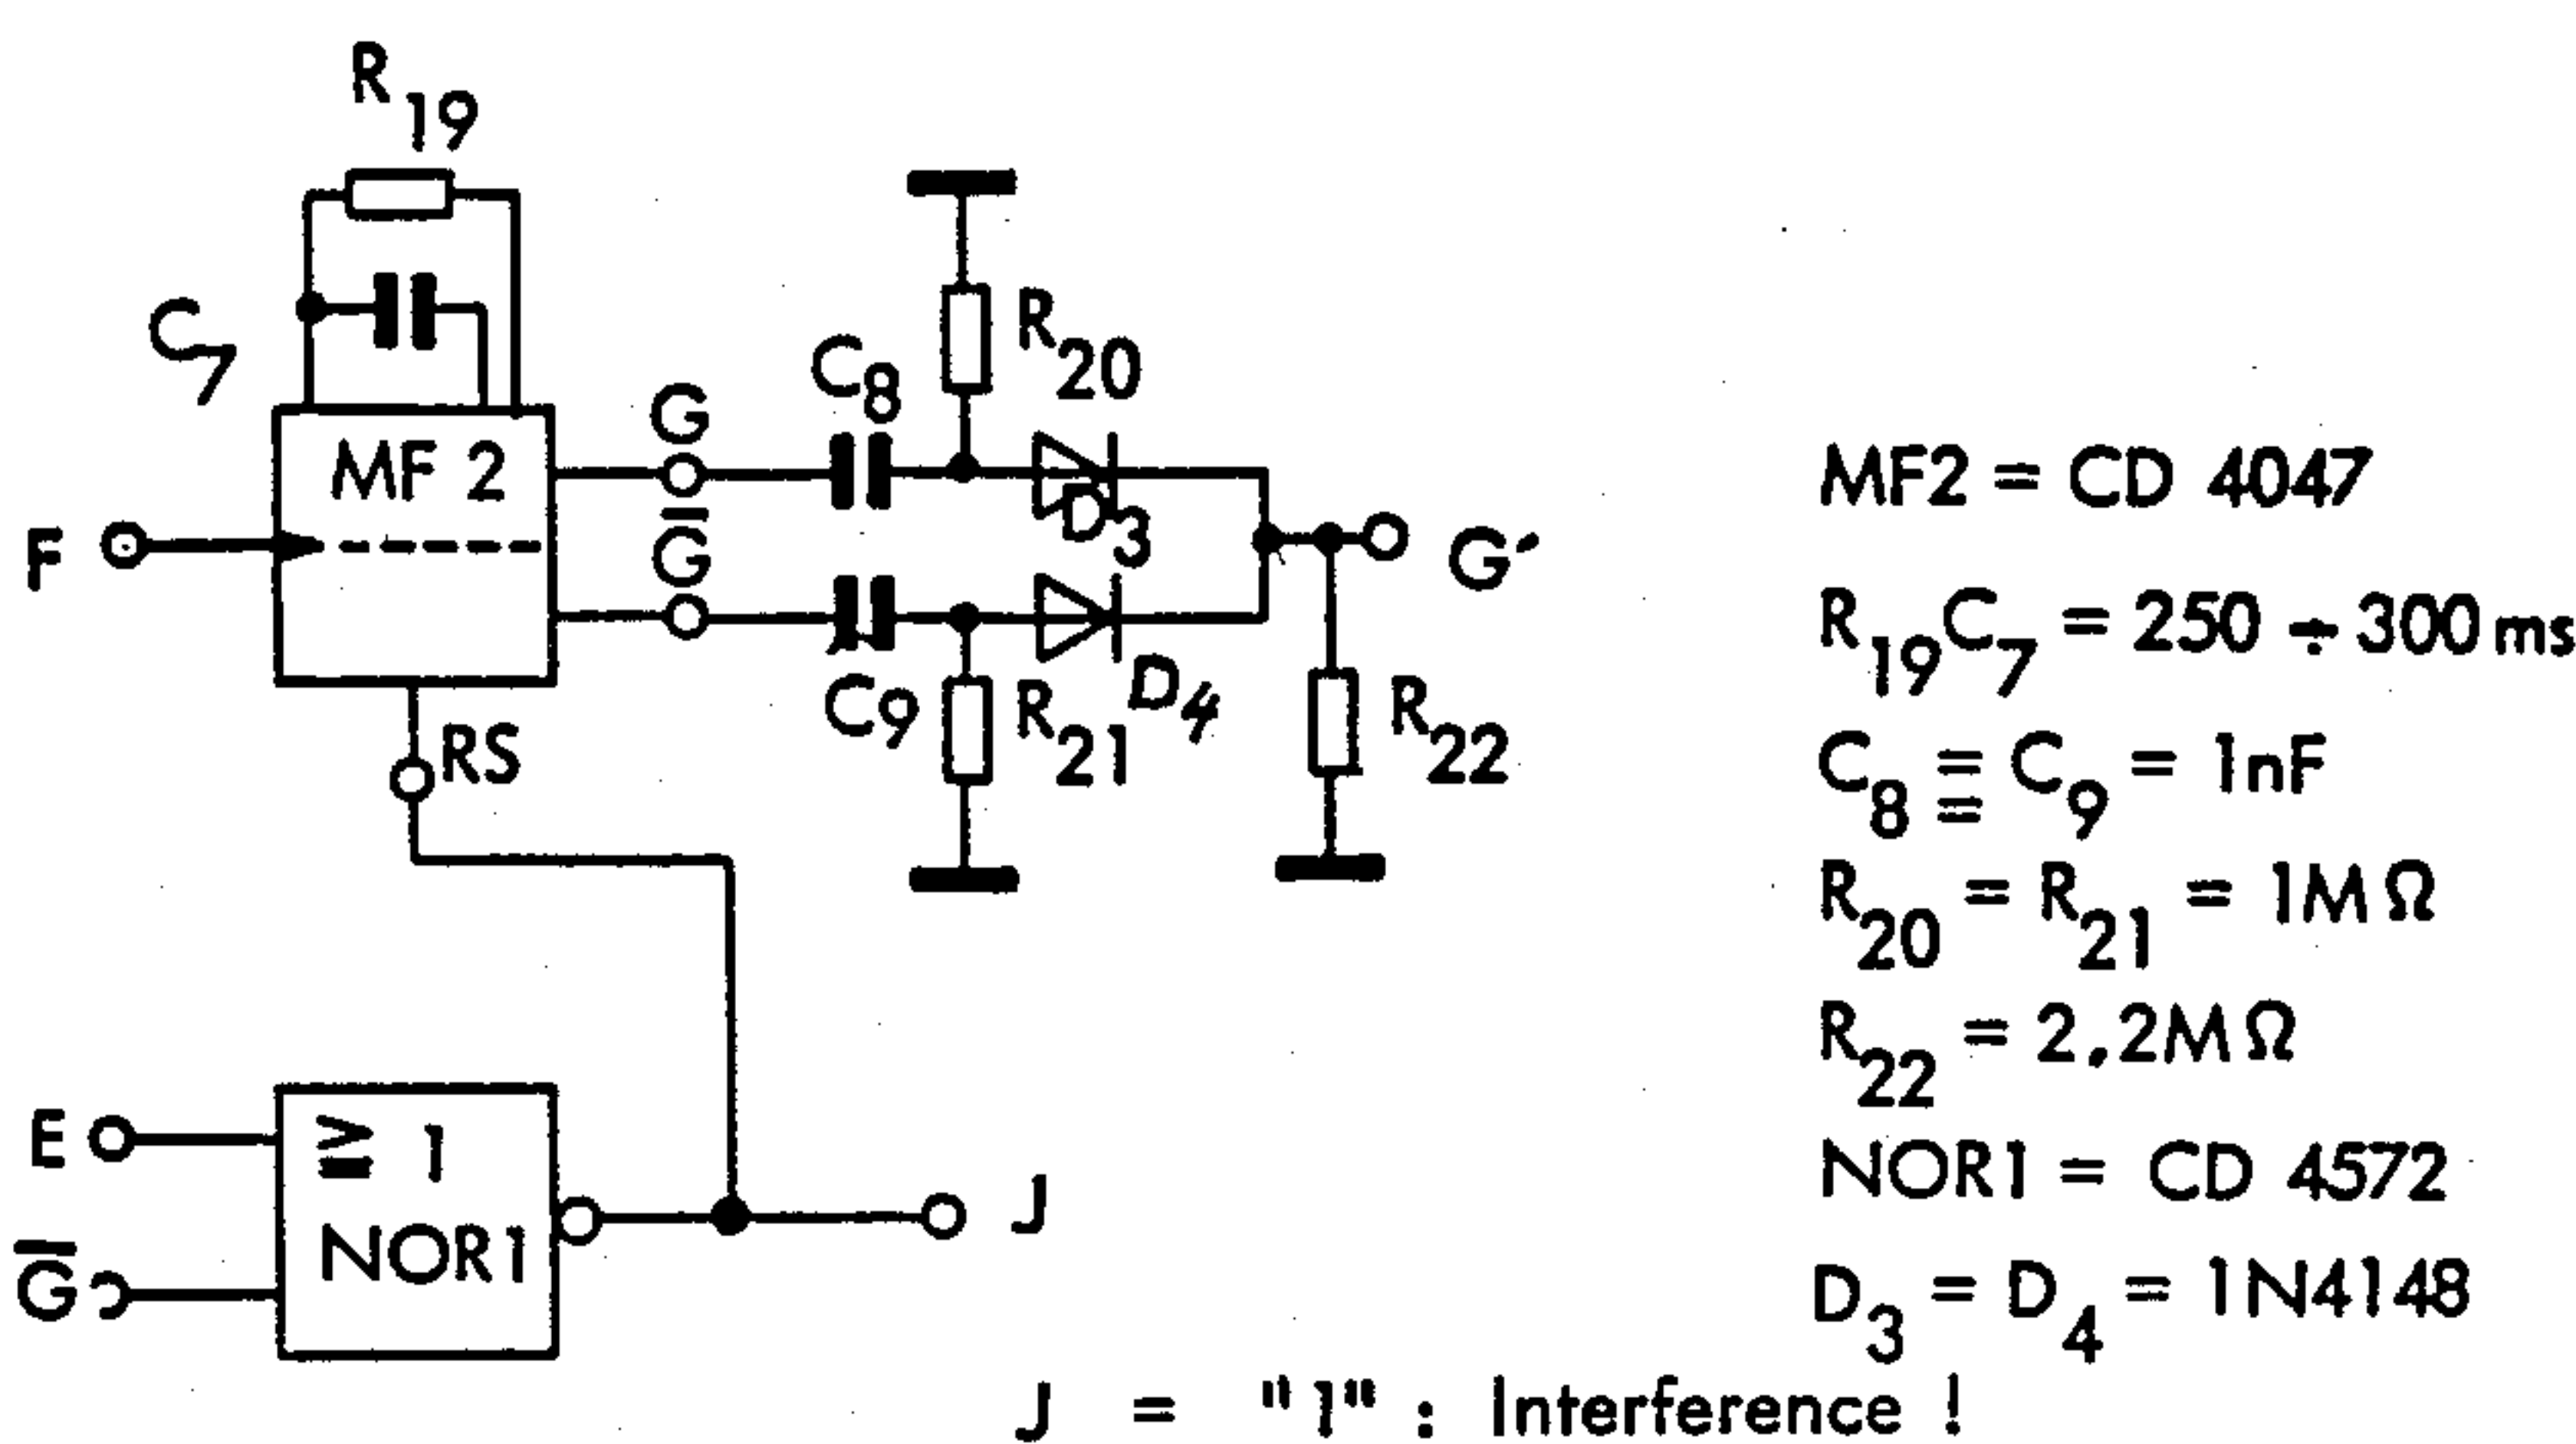 R19
C7
MF 2
F
G
G̅
RS
C8
R20
D3
C9
R21
D4
R22
G′
E
G̅
≥ 1
NOR1
J
MF2 = CD 4047
R19C7 = 250 ÷ 300 ms
C8 = C9 = 1nF
=
R20 = R21 = 1MΩ
R22 = 2,2MΩ
NOR1 = CD 4572
D3 = D4 = 1N4148
J = "1" : Interference !